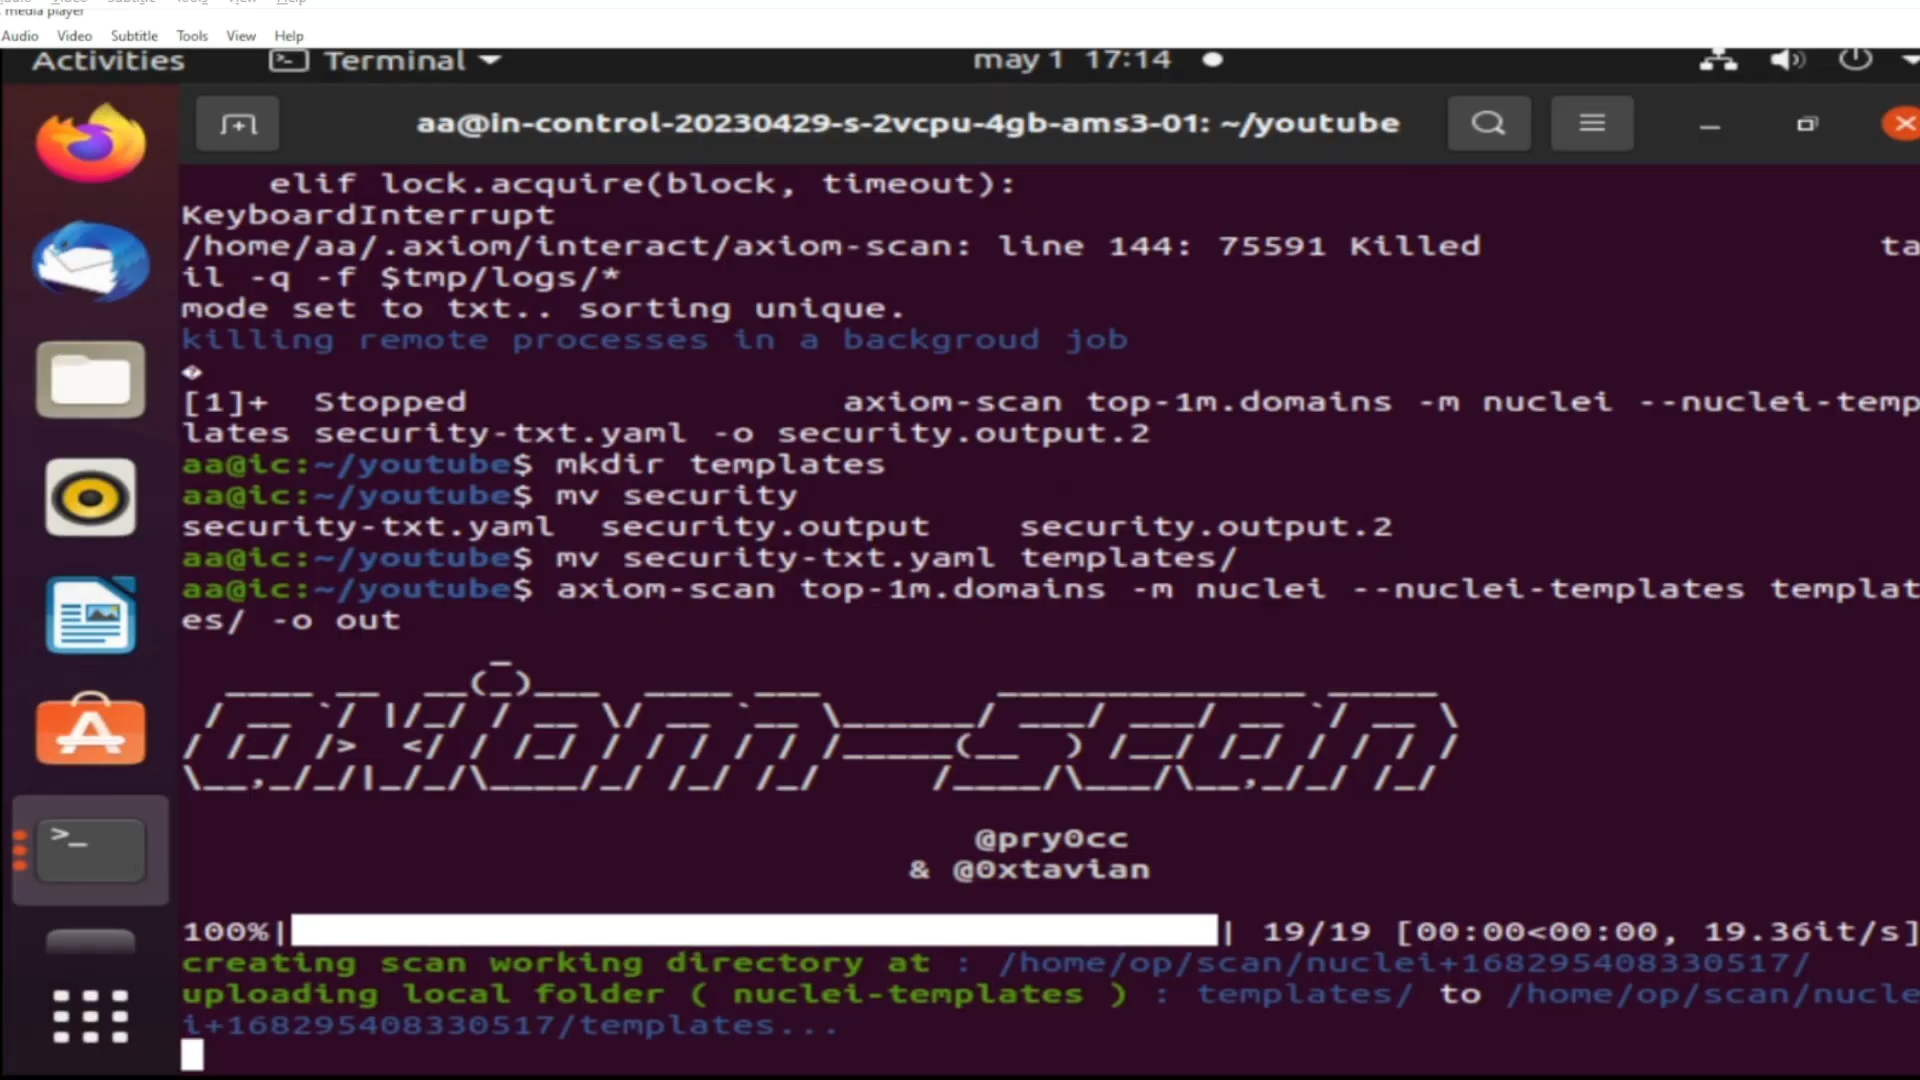 media player
Audio Video Subtitle Tools View Help
Activities Terminal may 1 17:14
aa@in-control-20230429-s-2vcpu-4gb-ams3-01: ~/youtube
elif lock.acquire(block, timeout):
KeyboardInterrupt
/home/aa/.axiom/interact/axiom-scan: line 144: 75591 Killed ta
il -q -f $tmp/logs/*
mode set to txt.. sorting unique.
killing remote processes in a backgroud job
�
[1]+ Stopped axiom-scan top-1m.domains -m nuclei --nuclei-temp
lates security-txt.yaml -o security.output.2
aa@ic:~/youtube$ mkdir templates
aa@ic:~/youtube$ mv security
security-txt.yaml security.output security.output.2
aa@ic:~/youtube$ mv security-txt.yaml templates/
aa@ic:~/youtube$ axiom-scan top-1m.domains -m nuclei --nuclei-templates templat
es/ -o out
axiom-scan
@pry0cc
& @0xtavian
100%| | 19/19 [00:00<00:00, 19.36it/s]
creating scan working directory at : /home/op/scan/nuclei+168295408330517/
uploading local folder ( nuclei-templates ) : templates/ to /home/op/scan/nucle
i+168295408330517/templates...